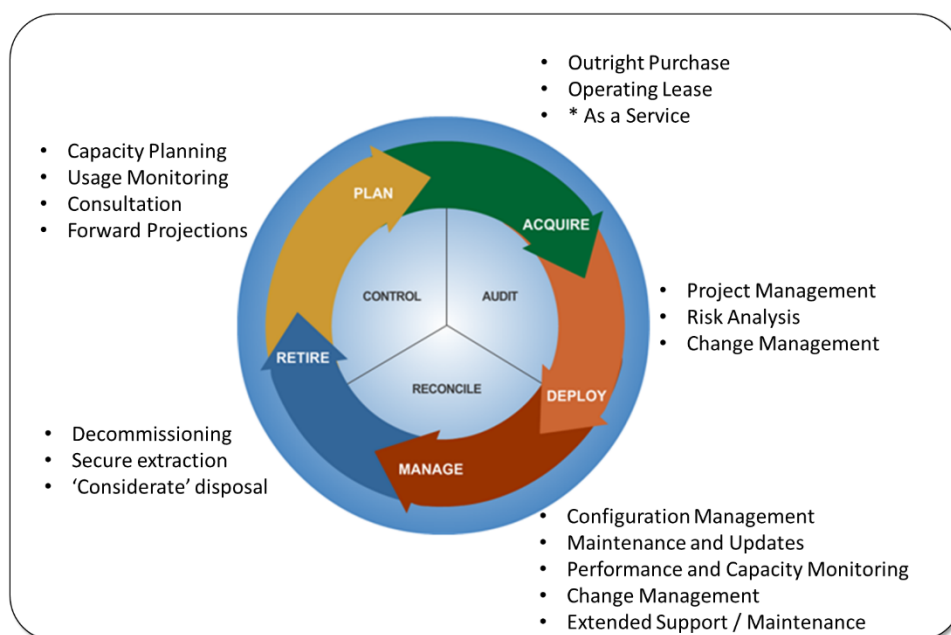 • Outright Purchase
• Operating Lease
• * As a Service
• Capacity Planning
• Usage Monitoring
• Consultation
• Forward Projections
PLAN
ACQUIRE
CONTROL
AUDIT
• Project Management
• Risk Analysis
• Change Management
RETIRE
RECONCILE
DEPLOY
• Decommissioning
• Secure extraction
• ‘Considerate’ disposal
MANAGE
• Configuration Management
• Maintenance and Updates
• Performance and Capacity Monitoring
• Change Management
• Extended Support / Maintenance